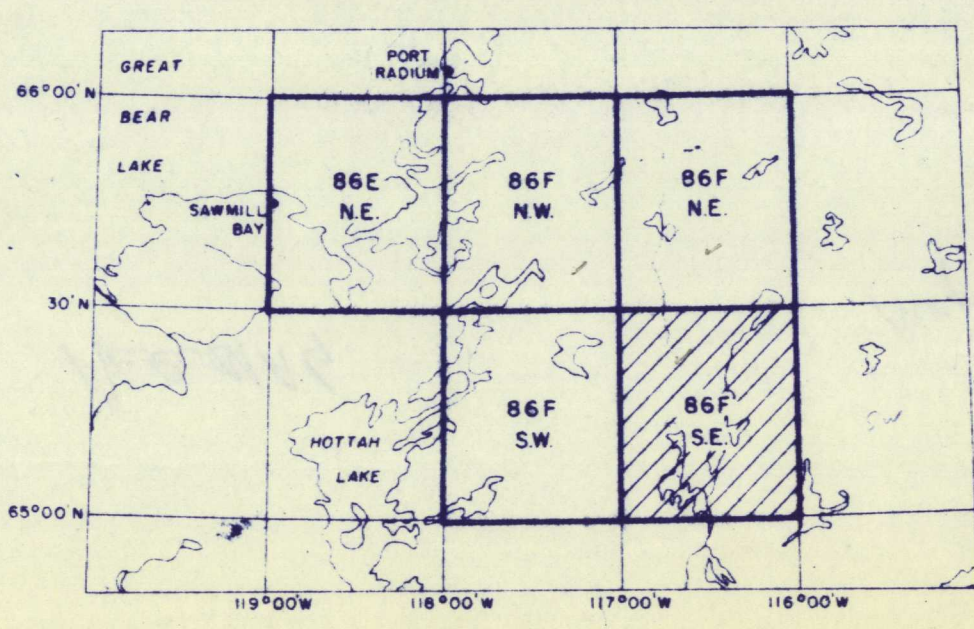 GREAT
PORT
RADIUM
66°00' N
BEAR
LAKE
86E
N.E.
86F
N.W.
86F
N.E.
SAWMILL
BAY
30' N
86F
S.W.
86F
S.E.
SW
HOTTAH
LAKE
65°00' N
119°00'W
118°00'W
117°00'W
116°00'W